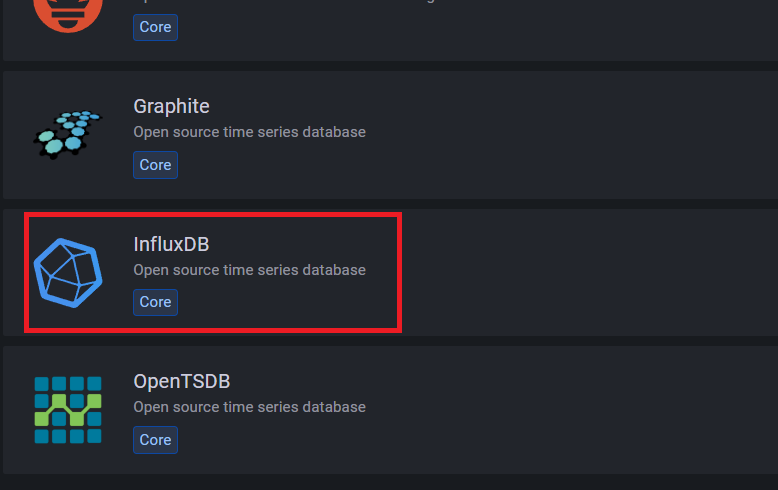 Core
Graphite
Open source time series database
Core
InfluxDB
Open source time series database
Core
OpenTSDB
Open source time series database
Core